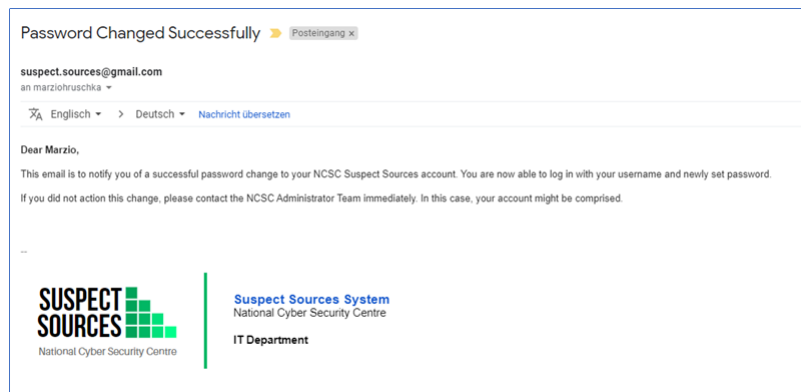 Password Changed Successfully Posteingang x
suspect.sources@gmail.com
an marziohruschka
Englisch > Deutsch Nachricht übersetzen
Dear Marzio,
This email is to notify you of a successful password change to your NCSC Suspect Sources account. You are now able to log in with your username and newly set password.
If you did not action this change, please contact the NCSC Administrator Team immediately. In this case, your account might be comprised.
--
SUSPECT
SOURCES
National Cyber Security Centre
Suspect Sources System
National Cyber Security Centre
IT Department